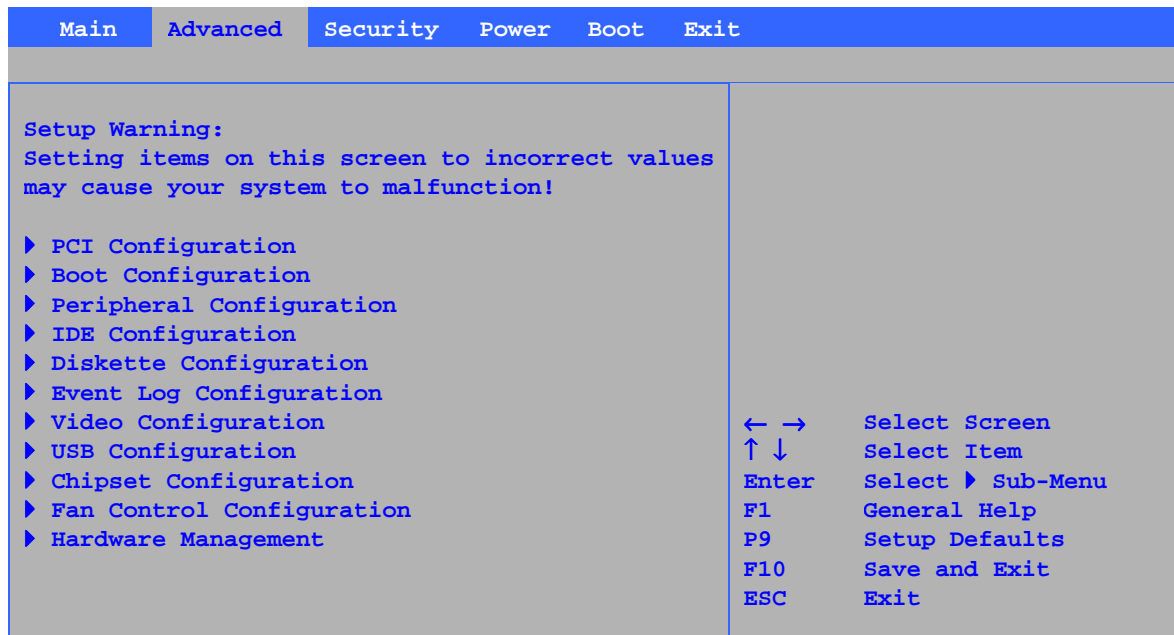 Main Advanced Security Power Boot Exit
Setup Warning:
Setting items on this screen to incorrect values
may cause your system to malfunction!
PCI Configuration
Boot Configuration
Peripheral Configuration
IDE Configuration
Diskette Configuration
Event Log Configuration
Video Configuration
USB Configuration
Chipset Configuration
Fan Control Configuration
Hardware Management
← → Select Screen
↑ ↓ Select Item
Enter Select ▶ Sub-Menu
F1 General Help
P9 Setup Defaults
F10 Save and Exit
ESC Exit